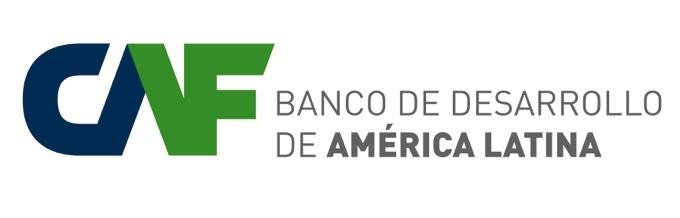 CAF
BANCO DE DESARROLLO
DE AMÉRICA LATINA